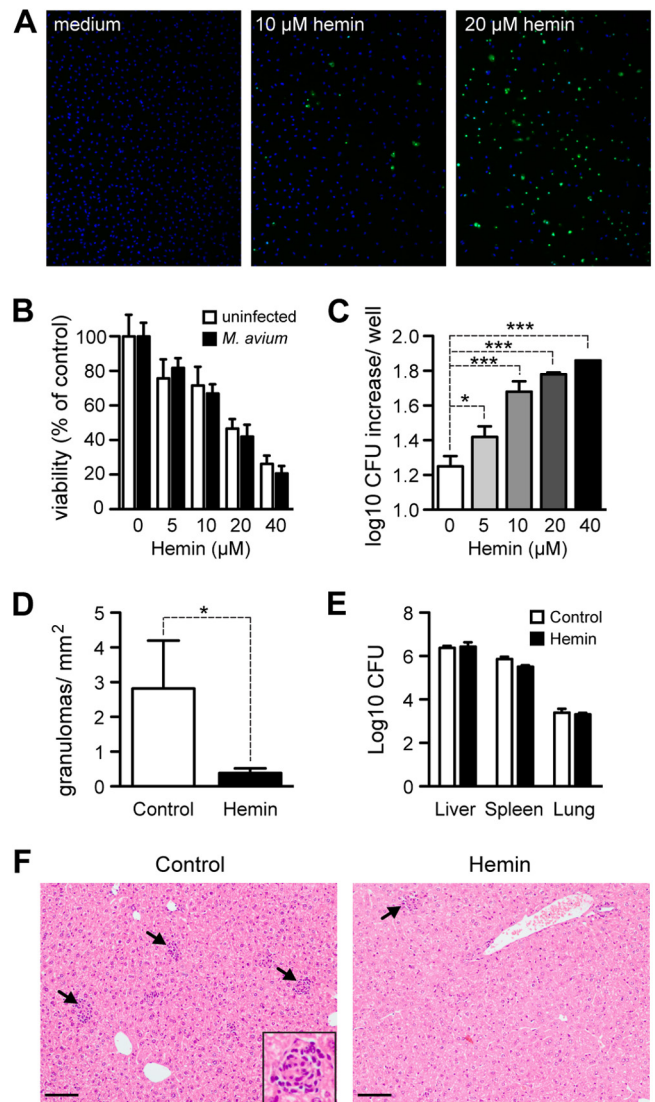 A
medium
10 µM hemin
20 µM hemin
B
uninfected
M. avium
viability (% of control)
100
80
60
40
20
0
0 5 10 20 40
Hemin (µM)
C
log10 CFU increase/ well
2.0
1.8
1.6
1.4
1.2
1.0
***
***
***
*
0 5 10 20 40
Hemin (µM)
D
granulomas/ mm²
5
4
3
2
1
0
*
Control Hemin
E
Control
Hemin
Log10 CFU
8
6
4
2
0
Liver Spleen Lung
F
Control
Hemin